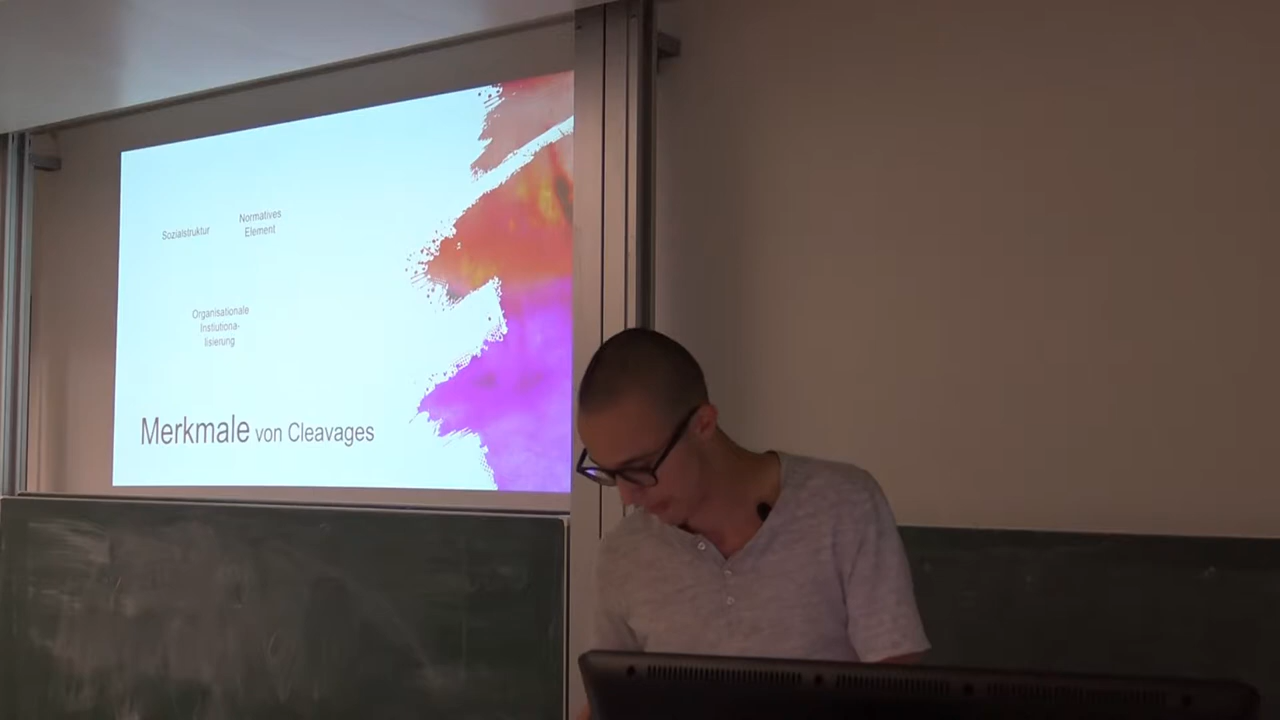 Sozialstruktur
Normatives
Element
Organisationale
Instiutiona-
lisierung
Merkmale von Cleavages